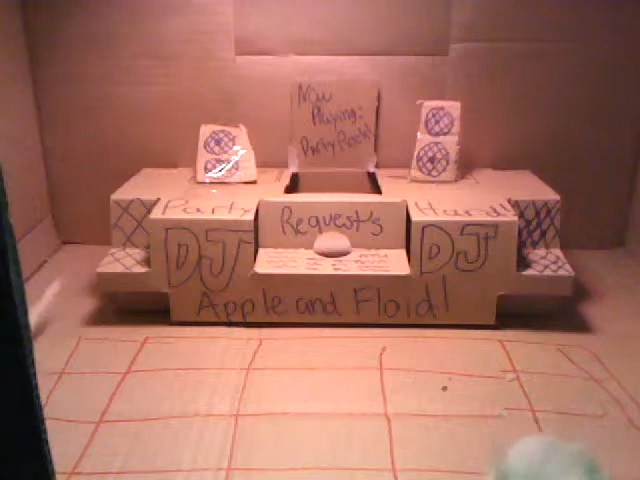 Now
Playing:
Party Rock!
Party Hard!
Request's
DJ DJ
Apple and Floid!